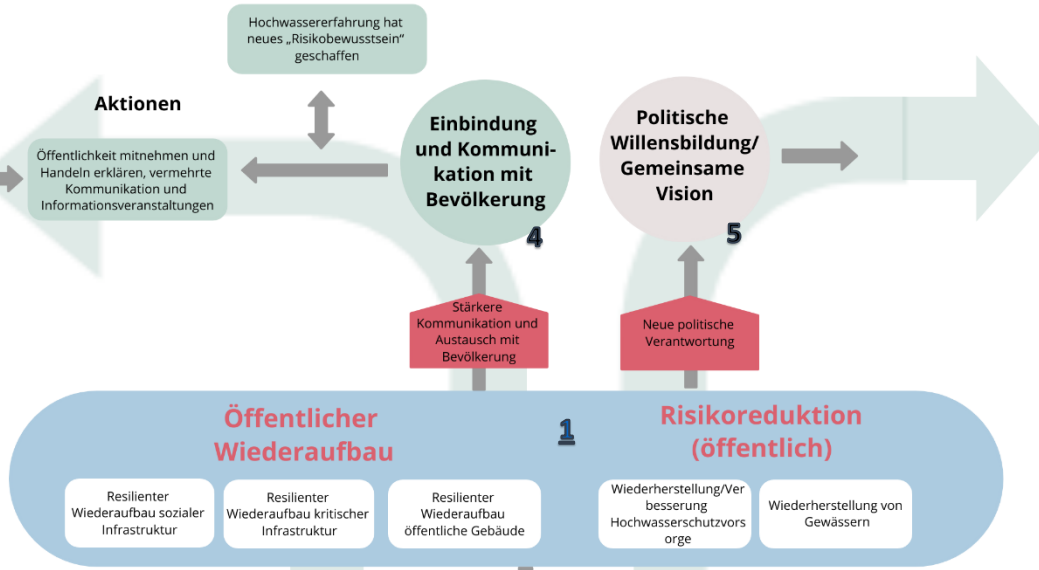 Hochwassererfahrung hat
neues „Risikobewusstsein“
geschaffen
Aktionen
Öffentlichkeit mitnehmen und
Handeln erklären, vermehrte
Kommunikation und
Informationsveranstaltungen
Einbindung
und Kommuni-
kation mit
Bevölkerung
4
Politische
Willensbildung/
Gemeinsame
Vision
5
Stärkere
Kommunikation und
Austausch mit
Bevölkerung
Neue politische
Verantwortung
Öffentlicher
Wiederaufbau
1
Risikoreduktion
(öffentlich)
Resilienter
Wiederaufbau sozialer
Infrastruktur
Resilienter
Wiederaufbau kritischer
Infrastruktur
Resilienter
Wiederaufbau
öffentliche Gebäude
Wiederherstellung/Ver
besserung
Hochwasserschutzvors
orge
Wiederherstellung von
Gewässern